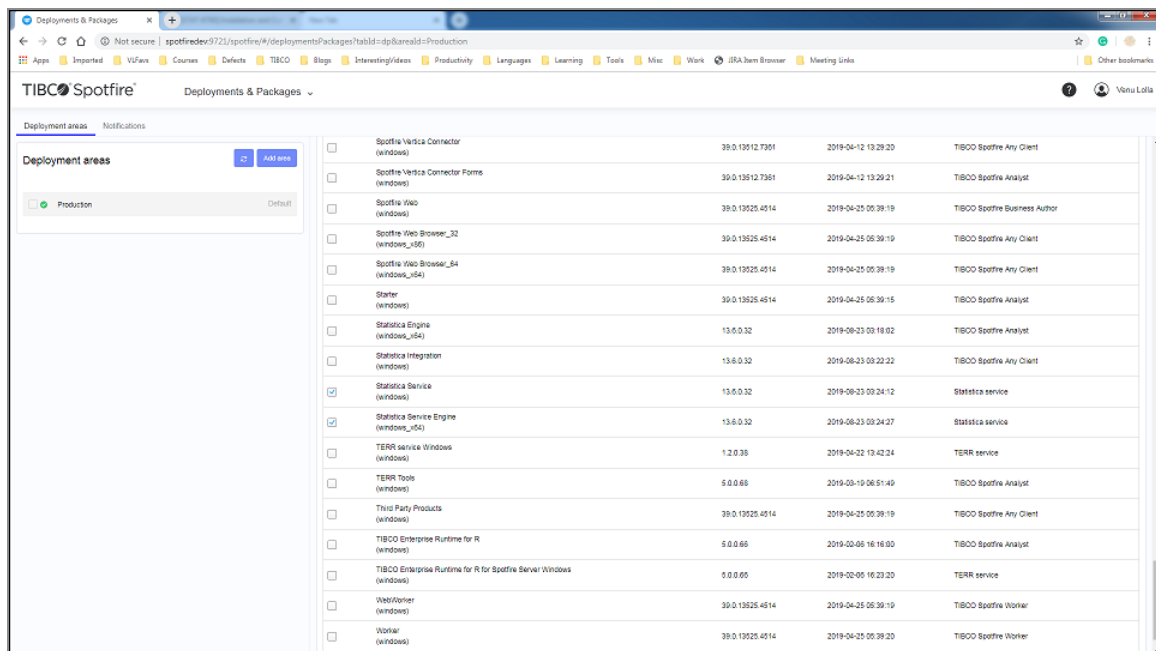 Deployments & Packages
Not secure | spotfiredev:9721/spotfire/#/deploymentsPackages?tabId=dp&areaId=Production
Apps Imported VLFavs Courses Defects TIBCO Blogs InterestingVideos Productivity Languages Learning Tools Misc Work JIRA Item Browser Meeting Links Other bookmarks
TIBCO Spotfire® Deployments & Packages ? Venu Lolla
Deployment areas Notifications
Deployment areas Add area
Production Default
Spotfire Vertica Connector 39.0.13512.7361 2019-04-12 13:29:20 TIBCO Spotfire Any Client
(windows)
Spotfire Vertica Connector Forms 39.0.13512.7361 2019-04-12 13:29:21 TIBCO Spotfire Analyst
(windows)
Spotfire Web 39.0.13525.4514 2019-04-25 05:39:19 TIBCO Spotfire Business Author
(windows)
Spotfire Web Browser_32 39.0.13525.4514 2019-04-25 05:39:19 TIBCO Spotfire Any Client
(windows_x86)
Spotfire Web Browser_64 39.0.13525.4514 2019-04-25 05:39:19 TIBCO Spotfire Any Client
(windows_x64)
Starter 39.0.13525.4514 2019-04-25 05:39:15 TIBCO Spotfire Analyst
(windows)
Statistica Engine 13.6.0.32 2019-08-23 03:18:02 TIBCO Spotfire Analyst
(windows_x64)
Statistica Integration 13.6.0.32 2019-08-23 03:22:22 TIBCO Spotfire Any Client
(windows)
Statistica Service 13.6.0.32 2019-08-23 03:24:12 Statistica service
(windows)
Statistica Service Engine 13.6.0.32 2019-08-23 03:24:27 Statistica service
(windows_x64)
TERR service Windows 1.2.0.38 2019-04-22 13:42:24 TERR service
(windows)
TERR Tools 5.0.0.68 2019-03-19 06:51:49 TIBCO Spotfire Analyst
(windows)
Third Party Products 39.0.13525.4514 2019-04-25 05:39:19 TIBCO Spotfire Any Client
(windows)
TIBCO Enterprise Runtime for R 5.0.0.66 2019-02-06 16:16:00 TIBCO Spotfire Analyst
(windows)
TIBCO Enterprise Runtime for R for Spotfire Server Windows 5.0.0.66 2019-02-06 16:23:20 TERR service
(windows)
WebWorker 39.0.13525.4514 2019-04-25 05:39:19 TIBCO Spotfire Worker
(windows)
Worker 39.0.13525.4514 2019-04-25 05:39:20 TIBCO Spotfire Worker
(windows)